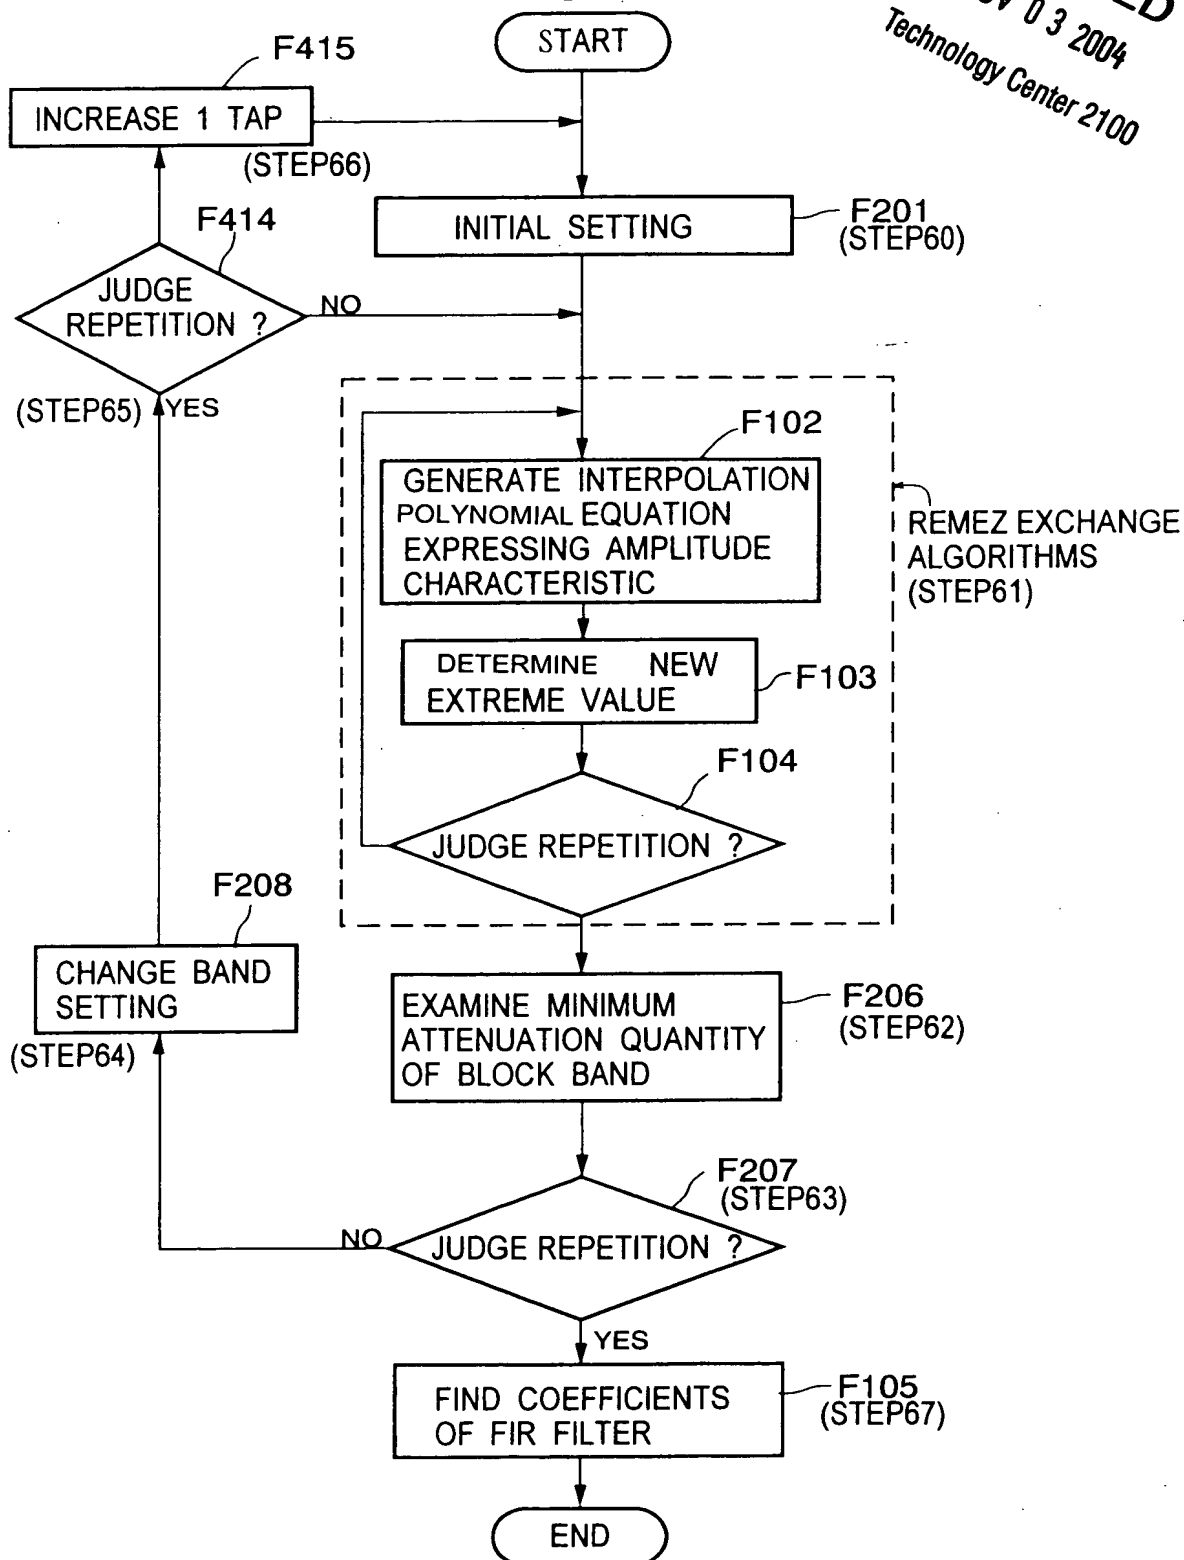 0 3 2004
Technology Center 2100
START
F415
INCREASE 1 TAP
(STEP66)
F201
(STEP60)
INITIAL SETTING
F414
JUDGE
REPETITION ?
NO
(STEP65)
YES
F102
GENERATE INTERPOLATION
POLYNOMIAL EQUATION
EXPRESSING AMPLITUDE
CHARACTERISTIC
REMEZ EXCHANGE
ALGORITHMS
(STEP61)
DETERMINE NEW
EXTREME VALUE
F103
F104
JUDGE REPETITION ?
F208
CHANGE BAND
SETTING
(STEP64)
EXAMINE MINIMUM
ATTENUATION QUANTITY
OF BLOCK BAND
F206
(STEP62)
F207
(STEP63)
NO
JUDGE REPETITION ?
YES
FIND COEFFICIENTS
OF FIR FILTER
F105
(STEP67)
END